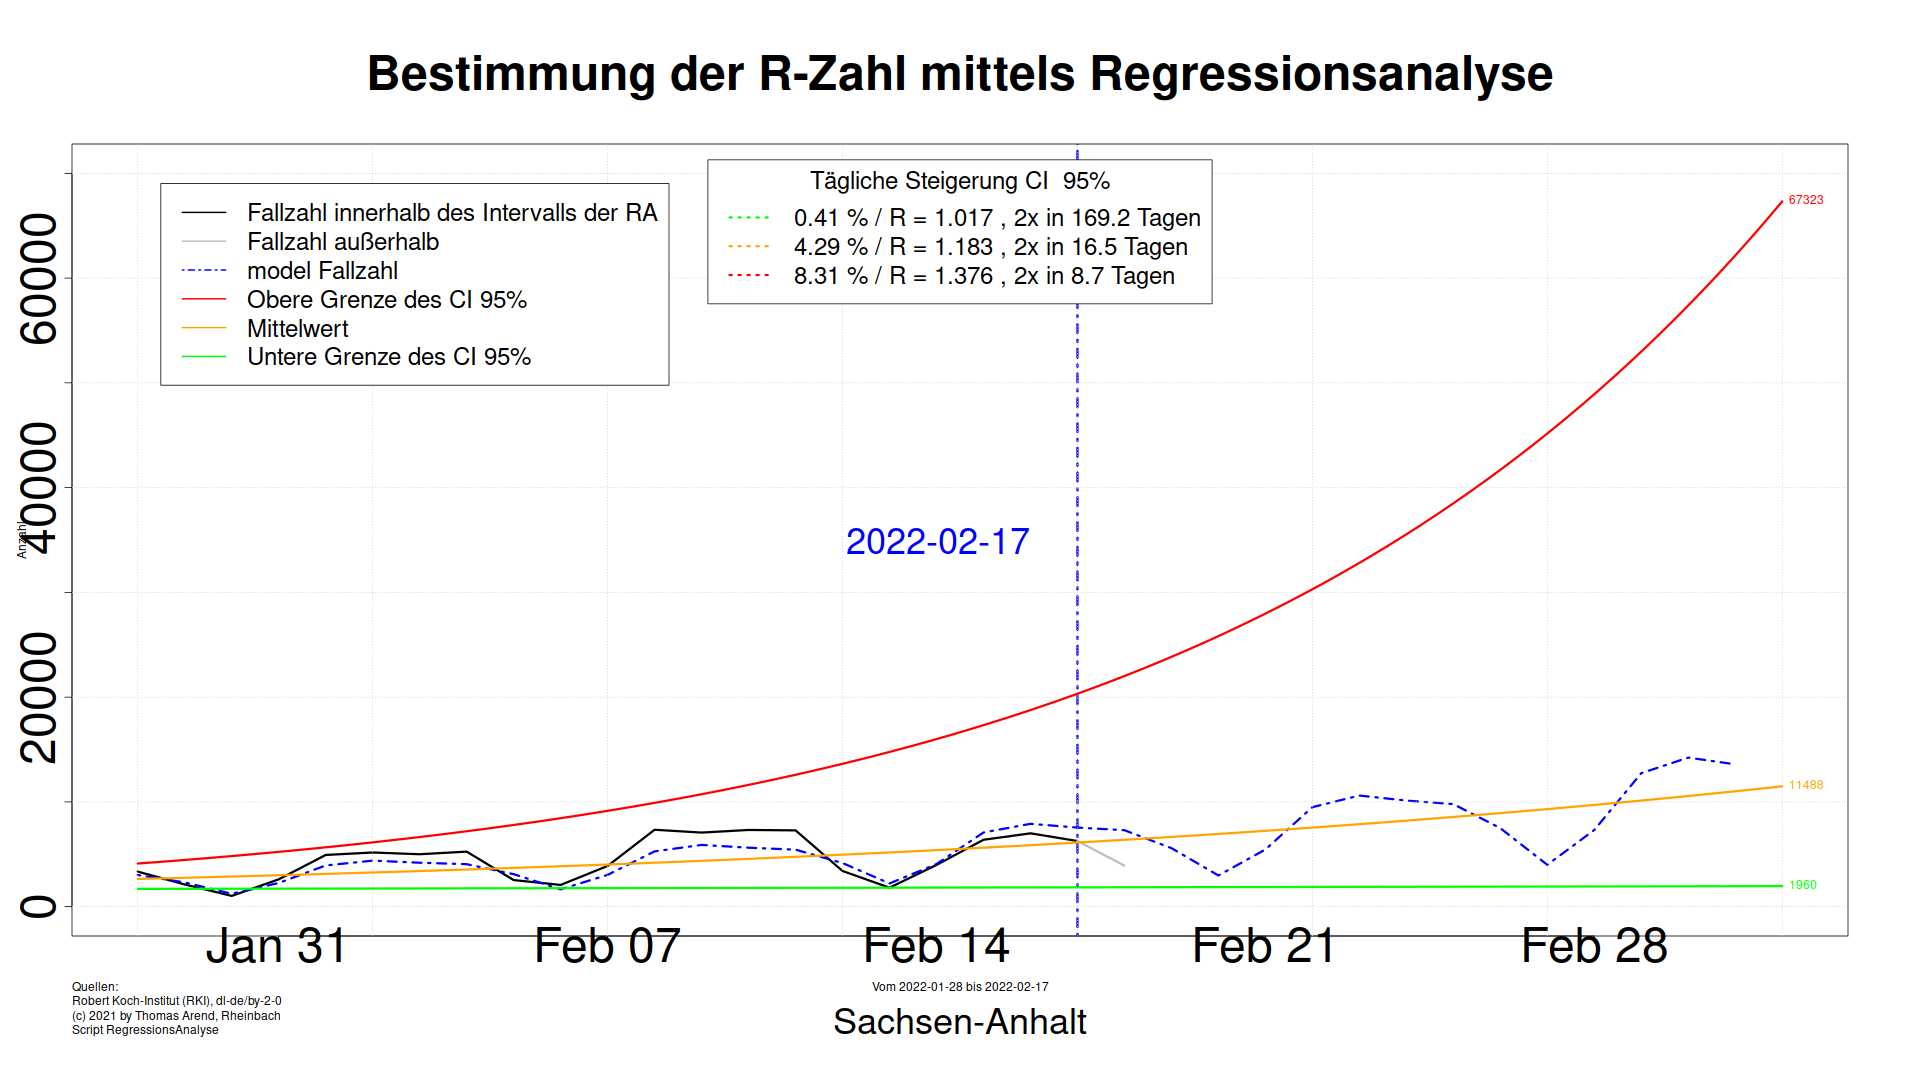 Bestimmung der R-Zahl mittels Regressionsanalyse
Fallzahl innerhalb des Intervalls der RA
Fallzahl außerhalb
model Fallzahl
Obere Grenze des CI 95%
Mittelwert
Untere Grenze des CI 95%
Tägliche Steigerung CI  95%
0.41 % / R = 1.017 , 2x in 169.2 Tagen
4.29 % / R = 1.183 , 2x in 16.5 Tagen
8.31 % / R = 1.376 , 2x in 8.7 Tagen
67323
60000
40000
20000
0
Anzahl
2022-02-17
11488
1960
Jan 31
Feb 07
Feb 14
Feb 21
Feb 28
Quellen:
Robert Koch-Institut (RKI), dl-de/by-2-0
(c) 2021 by Thomas Arend, Rheinbach
Script RegressionsAnalyse
Vom 2022-01-28 bis 2022-02-17
Sachsen-Anhalt